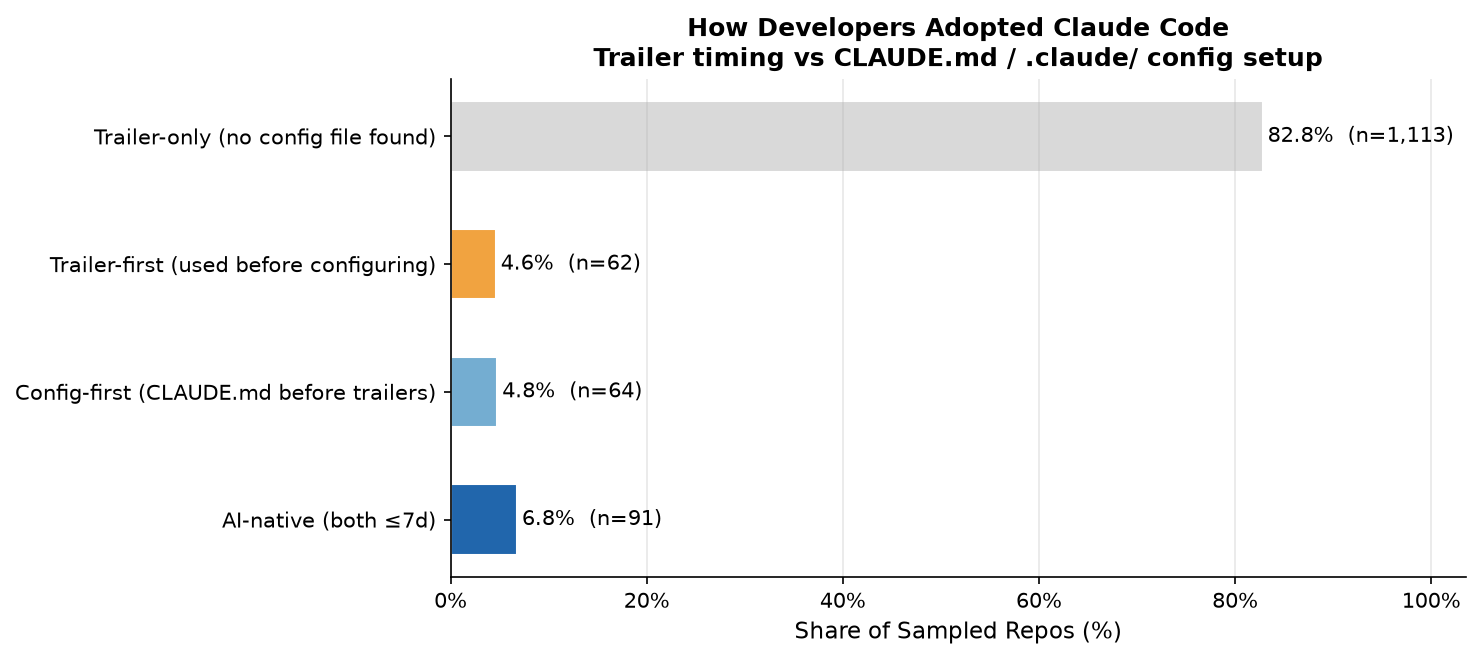 How Developers Adopted Claude Code
Trailer timing vs CLAUDE.md / .claude/ config setup
Trailer-only (no config file found)
82.8%  (n=1,113)
Trailer-first (used before configuring)
4.6%  (n=62)
Config-first (CLAUDE.md before trailers)
4.8%  (n=64)
AI-native (both ≤7d)
6.8%  (n=91)
0%
20%
40%
60%
80%
100%
Share of Sampled Repos (%)